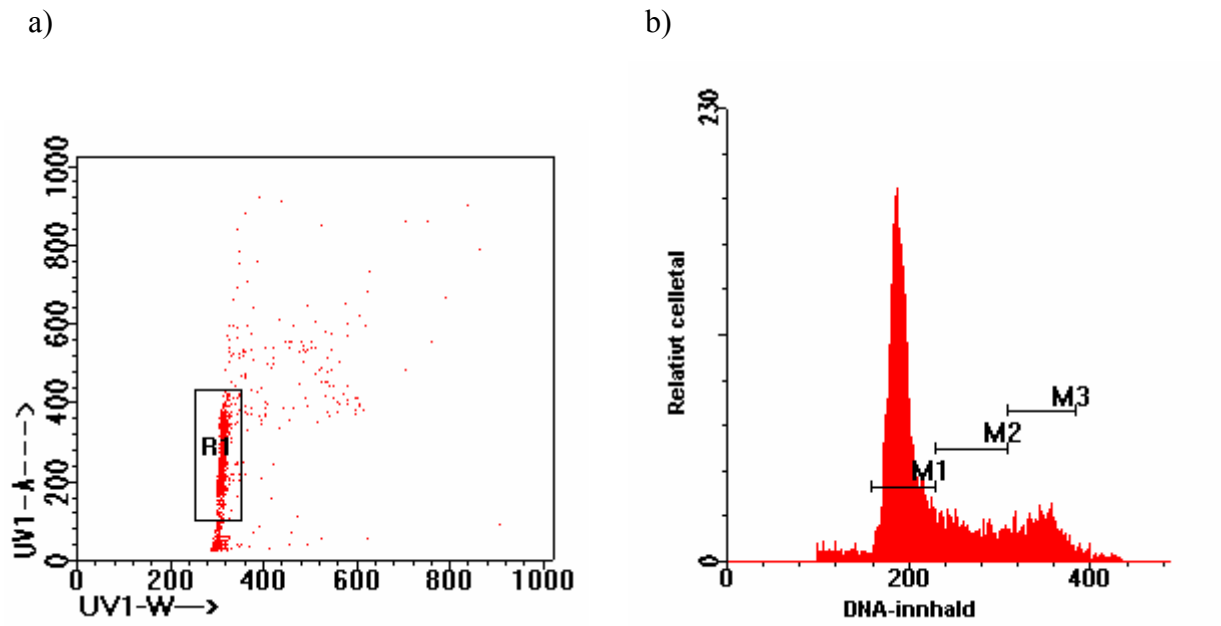 a)
b)
1000
800
600
400
200
0
UV1-A---->
R1
0 200 400 600 800 1000
UV1-W-->
230
0
Relativt celletal
M1
M2
M3
0 200 400
DNA-innhald